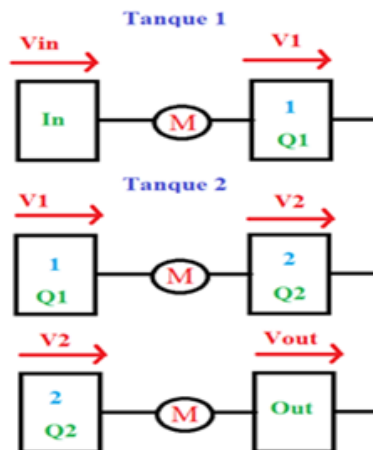 Tanque 1
Vin V1
In M 1
Q1
Tanque 2
V1 V2
1 M 2
Q1 Q2
V2 Vout
2 M Out
Q2